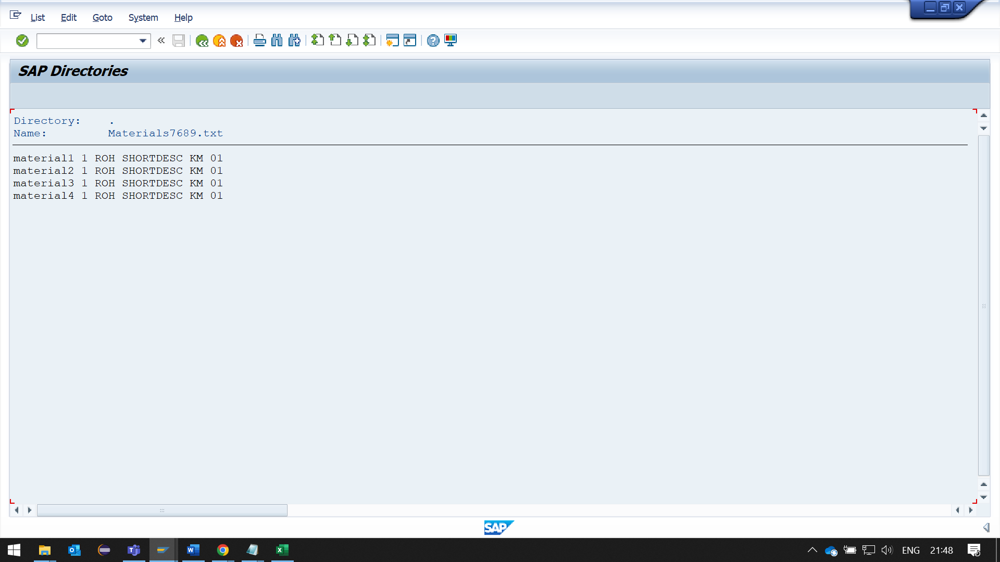 List Edit Goto System Help
SAP Directories
Directory: .
Name: Materials7689.txt
material1 1 ROH SHORTDESC KM 01
material2 1 ROH SHORTDESC KM 01
material3 1 ROH SHORTDESC KM 01
material4 1 ROH SHORTDESC KM 01
SAP
ENG 21:48